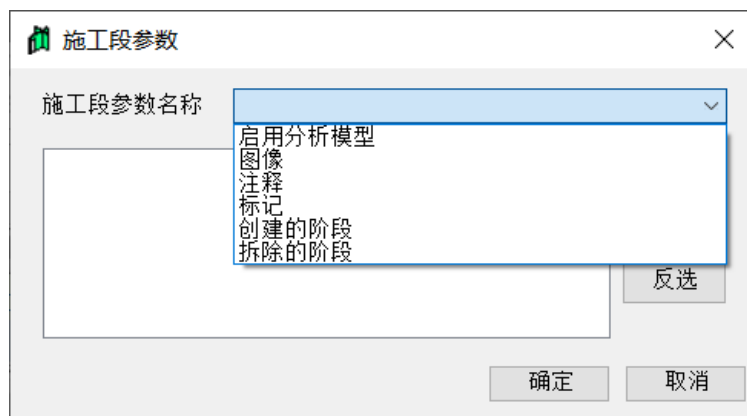 施工段参数
施工段参数名称
启用分析模型
图像
注释
标记
创建的阶段
拆除的阶段
反选
确定
取消